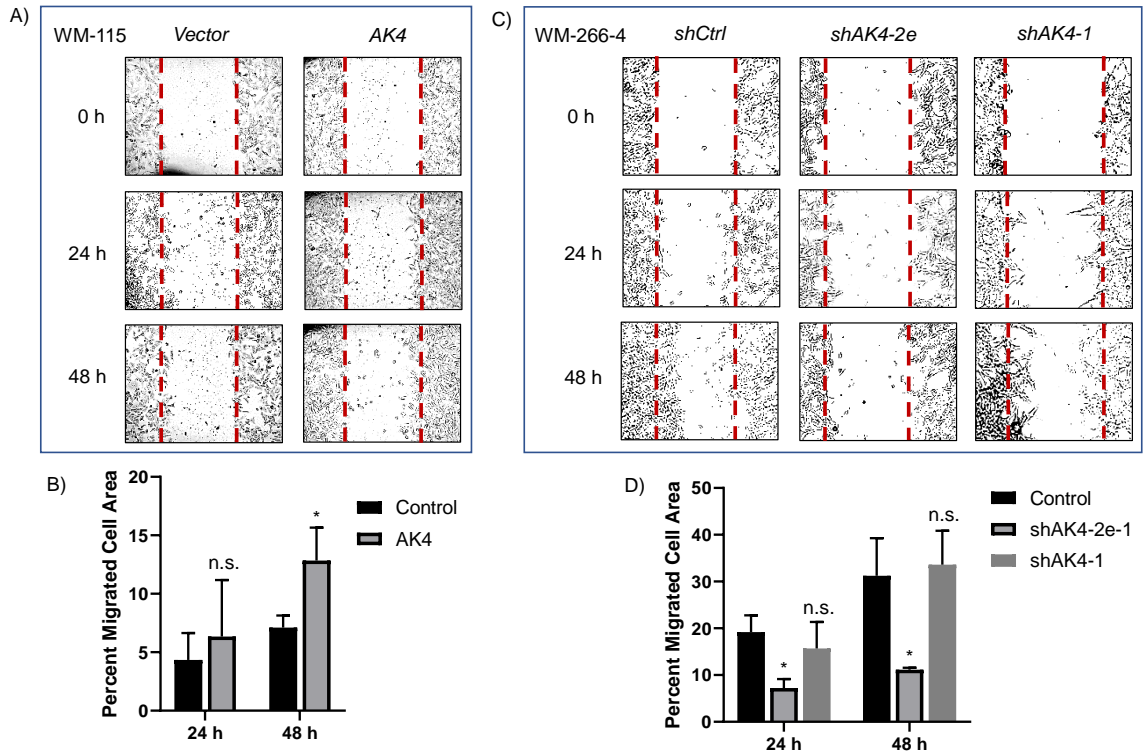 A)
WM-115 Vector AK4
0 h
24 h
48 h
C)
WM-266-4 shCtrl shAK4-2e shAK4-1
0 h
24 h
48 h
B)
Percent Migrated Cell Area
20
15
10
5
0
n.s.
*
24 h 48 h
Control
AK4
D)
Percent Migrated Cell Area
50
40
30
20
10
0
*
n.s.
*
n.s.
24 h 48 h
Control
shAK4-2e-1
shAK4-1